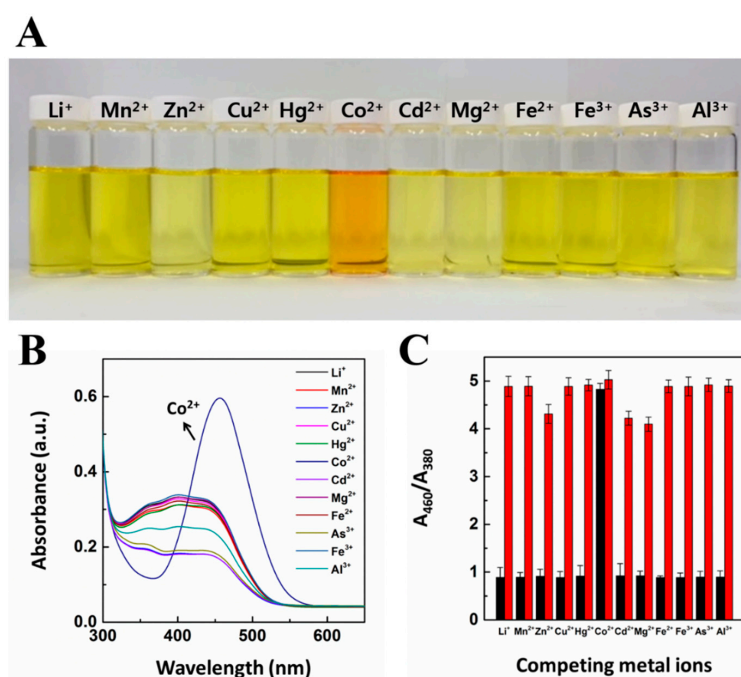 A
Li⁺ Mn²⁺ Zn²⁺ Cu²⁺ Hg²⁺ Co²⁺ Cd²⁺ Mg²⁺ Fe²⁺ Fe³⁺ As³⁺ Al³⁺
B
Absorbance (a.u.)
0.6
0.4
0.2
0.0
300 400 500 600
Wavelength (nm)
Co²⁺
Li⁺
Mn²⁺
Zn²⁺
Cu²⁺
Hg²⁺
Co²⁺
Cd²⁺
Mg²⁺
Fe²⁺
As³⁺
Fe³⁺
Al³⁺
C
A₄₆₀/A₃₈₀
5
4
3
2
1
0
Li⁺ Mn²⁺ Zn²⁺ Cu²⁺ Hg²⁺ Co²⁺ Cd²⁺ Mg²⁺ Fe²⁺ Fe³⁺ As³⁺ Al³⁺
Competing metal ions